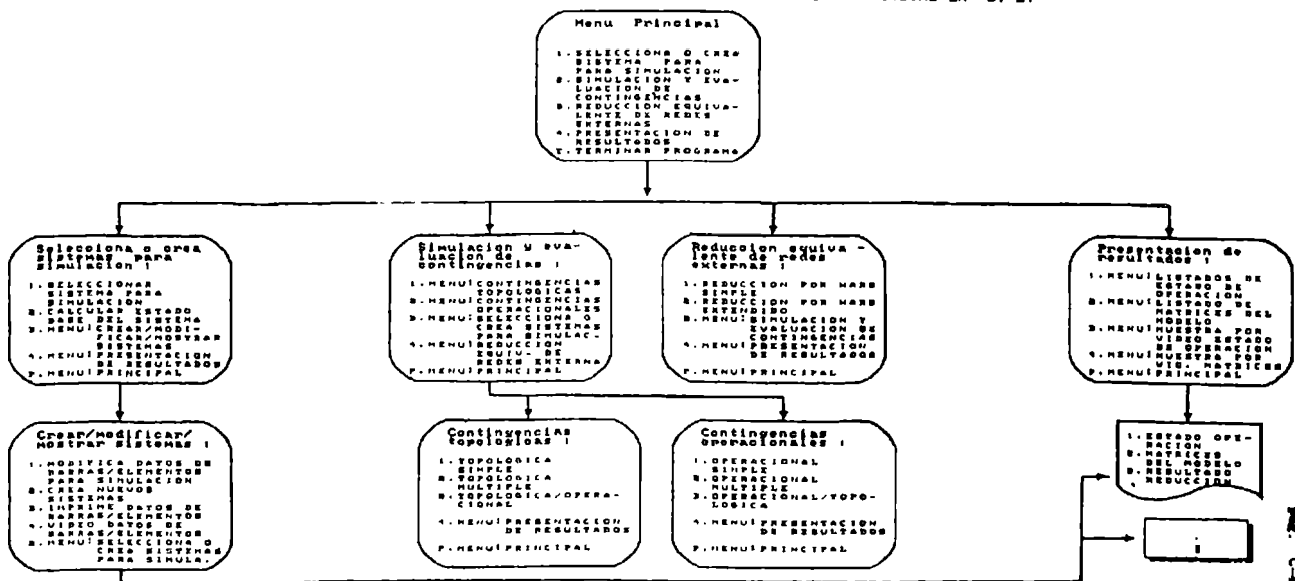 Menu Principal
1. SELECCIONA O CREA
SISTEMA PARA
PARA SIMULACION
2. SIMULACION Y EVA-
LUACION DE
CONTINGENCIAS
3. REDUCCION EQUIVA-
LENTE DE REDES
EXTERNAS
4. PRESENTACION DE
RESULTADOS
T. TERMINAR PROGRAMA
Selecciona o crea
sistemas para
simulacion :
1. SELECCIONAR
SISTEMA PARA
SIMULACION
2. CALCULAR ESTADO
BASE DEL SISTEMA
3. MENU: CREAR/MODI-
FICAR/MOSTRAR
SISTEMAS
4. MENU: PRESENTACION
DE RESULTADOS
P. MENU: PRINCIPAL
Simulacion y eva-
luacion de
contingencias :
1. MENU: CONTINGENCIAS
TOPOLOGICAS
2. MENU: CONTINGENCIAS
OPERACIONALES
3. MENU: SELECCIONA O
CREA SISTEMAS
PARA SIMULAC-
4. MENU: REDUCCION
EQUIV- DE
REDES EXTERNA
P. MENU: PRINCIPAL
Reduccion equiva -
lente de redes
externas :
1. REDUCCION POR WARD
SIMPLE
2. REDUCCION POR WARD
EXTENDIDO
3. MENU: SIMULACION Y
EVALUACION DE
CONTINGENCIAS
4. MENU: PRESENTACION
DE RESULTADOS
P. MENU: PRINCIPAL
Presentacion de
resultados :
1. MENU: LISTADOS DE
ESTADO DE
OPERACION
2. MENU: LISTADO DE
MATRICES DEL
MODELO
3. MENU: MUESTRA POR
VIDEO ESTADO
DE OPERACION
4. MENU: MUESTRA POR
VID. MATRICES
P. MENU: PRINCIPAL
Crear/modificar/
mostrar sistemas :
1. MODIFICA DATOS DE
BARRAS/ELEMENTOS
PARA SIMULACION
2. CREA NUEVOS
SISTEMAS
3. IMPRIME DATOS DE
BARRAS/ELEMENTOS
4. VIDEO DATOS DE
BARRAS/ELEMENTOS
5. MENU: SELECCIONA O
CREA SISTEMAS
PARA SIMULA.
Contingencias
topologicas :
1. TOPOLOGICA
SIMPLE
2. TOPOLOGICA
MULTIPLE
3. TOPOLOGICA/OPERA-
CIONAL
4. MENU: PRESENTACION
DE RESULTADOS
P. MENU: PRINCIPAL
Contingencias
operacionales :
1. OPERACIONAL
SIMPLE
2. OPERACIONAL
MULTIPLE
3. OPERACIONAL/TOPO-
LOGICA
4. MENU: PRESENTACION
DE RESULTADOS
P. MENU: PRINCIPAL
1. ESTADO OPE-
RACION
2. MATRICES
DEL MODELO
3. RESULTADO
REDUCCION